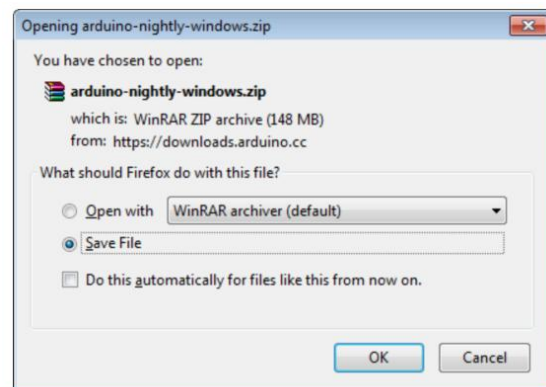 Opening arduino-nightly-windows.zip
You have chosen to open:
arduino-nightly-windows.zip
which is: WinRAR ZIP archive (148 MB)
from: https://downloads.arduino.cc
What should Firefox do with this file?
Open with WinRAR archiver (default)
Save File
Do this automatically for files like this from now on.
OK Cancel